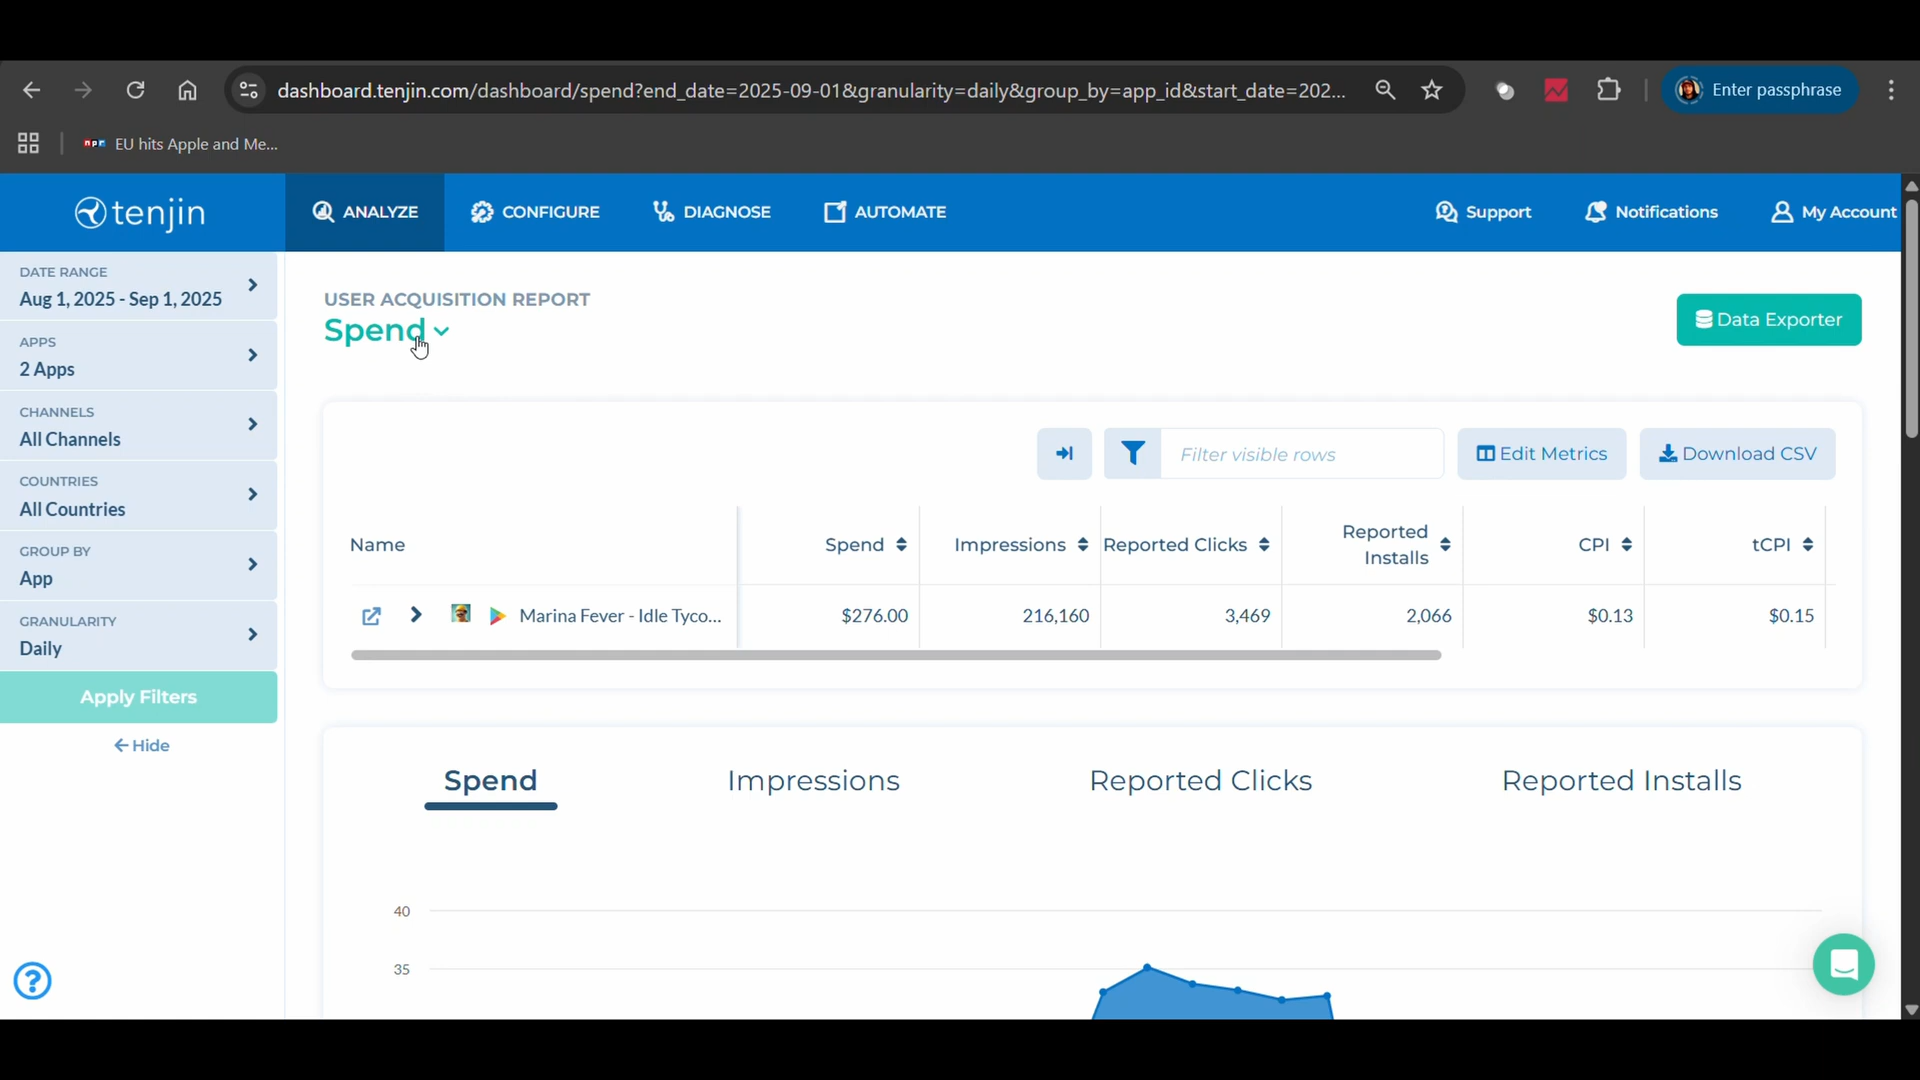 dashboard.tenjin.com/dashboard/spend?end_date=2025-09-01&granularity=daily&group_by=app_id&start_date=202...
Enter passphrase
npr EU hits Apple and Me...
tenjin
ANALYZE
CONFIGURE
DIAGNOSE
AUTOMATE
Support
Notifications
My Account
DATE RANGE
Aug 1, 2025 - Sep 1, 2025
APPS
2 Apps
CHANNELS
All Channels
COUNTRIES
All Countries
GROUP BY
App
GRANULARITY
Daily
Apply Filters
Hide
USER ACQUISITION REPORT
Spend
Data Exporter
Filter visible rows
Edit Metrics
Download CSV
Name
Spend
Impressions
Reported Clicks
Reported
Installs
CPI
tCPI
Marina Fever - Idle Tyco...
$276.00
216,160
3,469
2,066
$0.13
$0.15
Spend
Impressions
Reported Clicks
Reported Installs
40
35